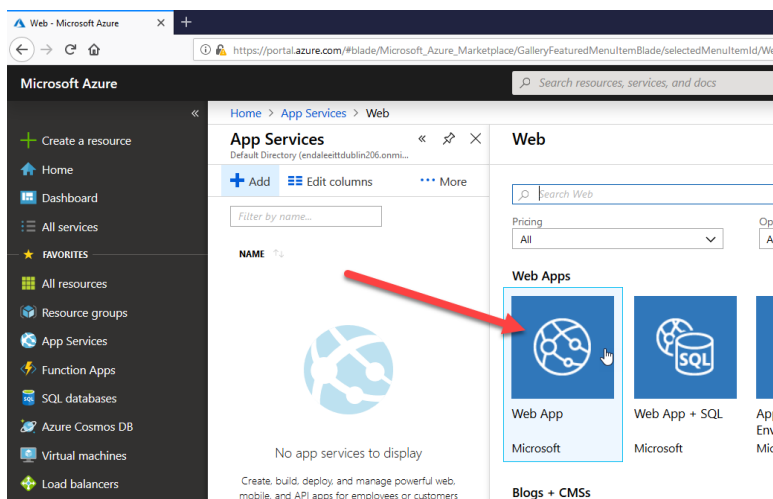 Web - Microsoft Azure
https://portal.azure.com/#blade/Microsoft_Azure_Marketplace/GalleryFeaturedMenuItemBlade/selectedMenuItemId/We
Microsoft Azure
Search resources, services, and docs
Home > App Services > Web
Create a resource
Home
Dashboard
All services
FAVORITES
All resources
Resource groups
App Services
Function Apps
SQL databases
Azure Cosmos DB
Virtual machines
Load balancers
App Services
Default Directory (endaleeittdublin206.onmi...
Add Edit columns More
Filter by name...
NAME
No app services to display
Create, build, deploy, and manage powerful web,
mobile, and API apps for employees or customers
Web
Search Web
Pricing Op
All A
Web Apps
SQL
Web App Web App + SQL Ap
Env
Microsoft Microsoft Mic
Blogs + CMSs